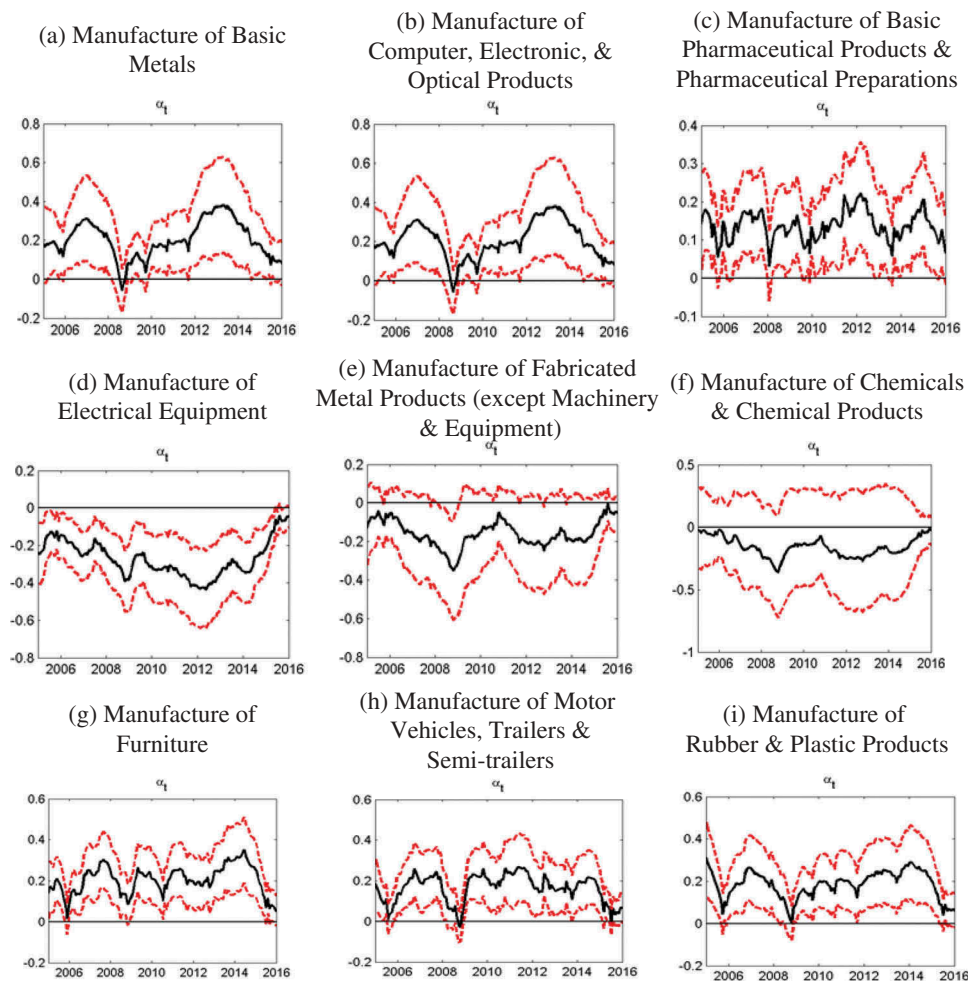 (a) Manufacture of Basic
Metals
(b) Manufacture of
Computer, Electronic, &
Optical Products
(c) Manufacture of Basic
Pharmaceutical Products &
Pharmaceutical Preparations
αt
0.8
0.6
0.4
0.2
0
-0.2
2006 2008 2010 2012 2014 2016
αt
0.8
0.6
0.4
0.2
0
-0.2
2006 2008 2010 2012 2014 2016
αt
0.4
0.3
0.2
0.1
0
-0.1
2006 2008 2010 2012 2014 2016
(d) Manufacture of
Electrical Equipment
(e) Manufacture of Fabricated
Metal Products (except Machinery
& Equipment)
(f) Manufacture of Chemicals
& Chemical Products
αt
0.2
0
-0.2
-0.4
-0.6
-0.8
2006 2008 2010 2012 2014 2016
αt
0.2
0
-0.2
-0.4
-0.6
-0.8
2006 2008 2010 2012 2014 2016
αt
0.5
0
-0.5
-1
2006 2008 2010 2012 2014 2016
(g) Manufacture of
Furniture
(h) Manufacture of Motor
Vehicles, Trailers &
Semi-trailers
(i) Manufacture of
Rubber & Plastic Products
αt
0.6
0.4
0.2
0
-0.2
2006 2008 2010 2012 2014 2016
αt
0.6
0.4
0.2
0
-0.2
2006 2008 2010 2012 2014 2016
αt
0.6
0.4
0.2
0
-0.2
2006 2008 2010 2012 2014 2016